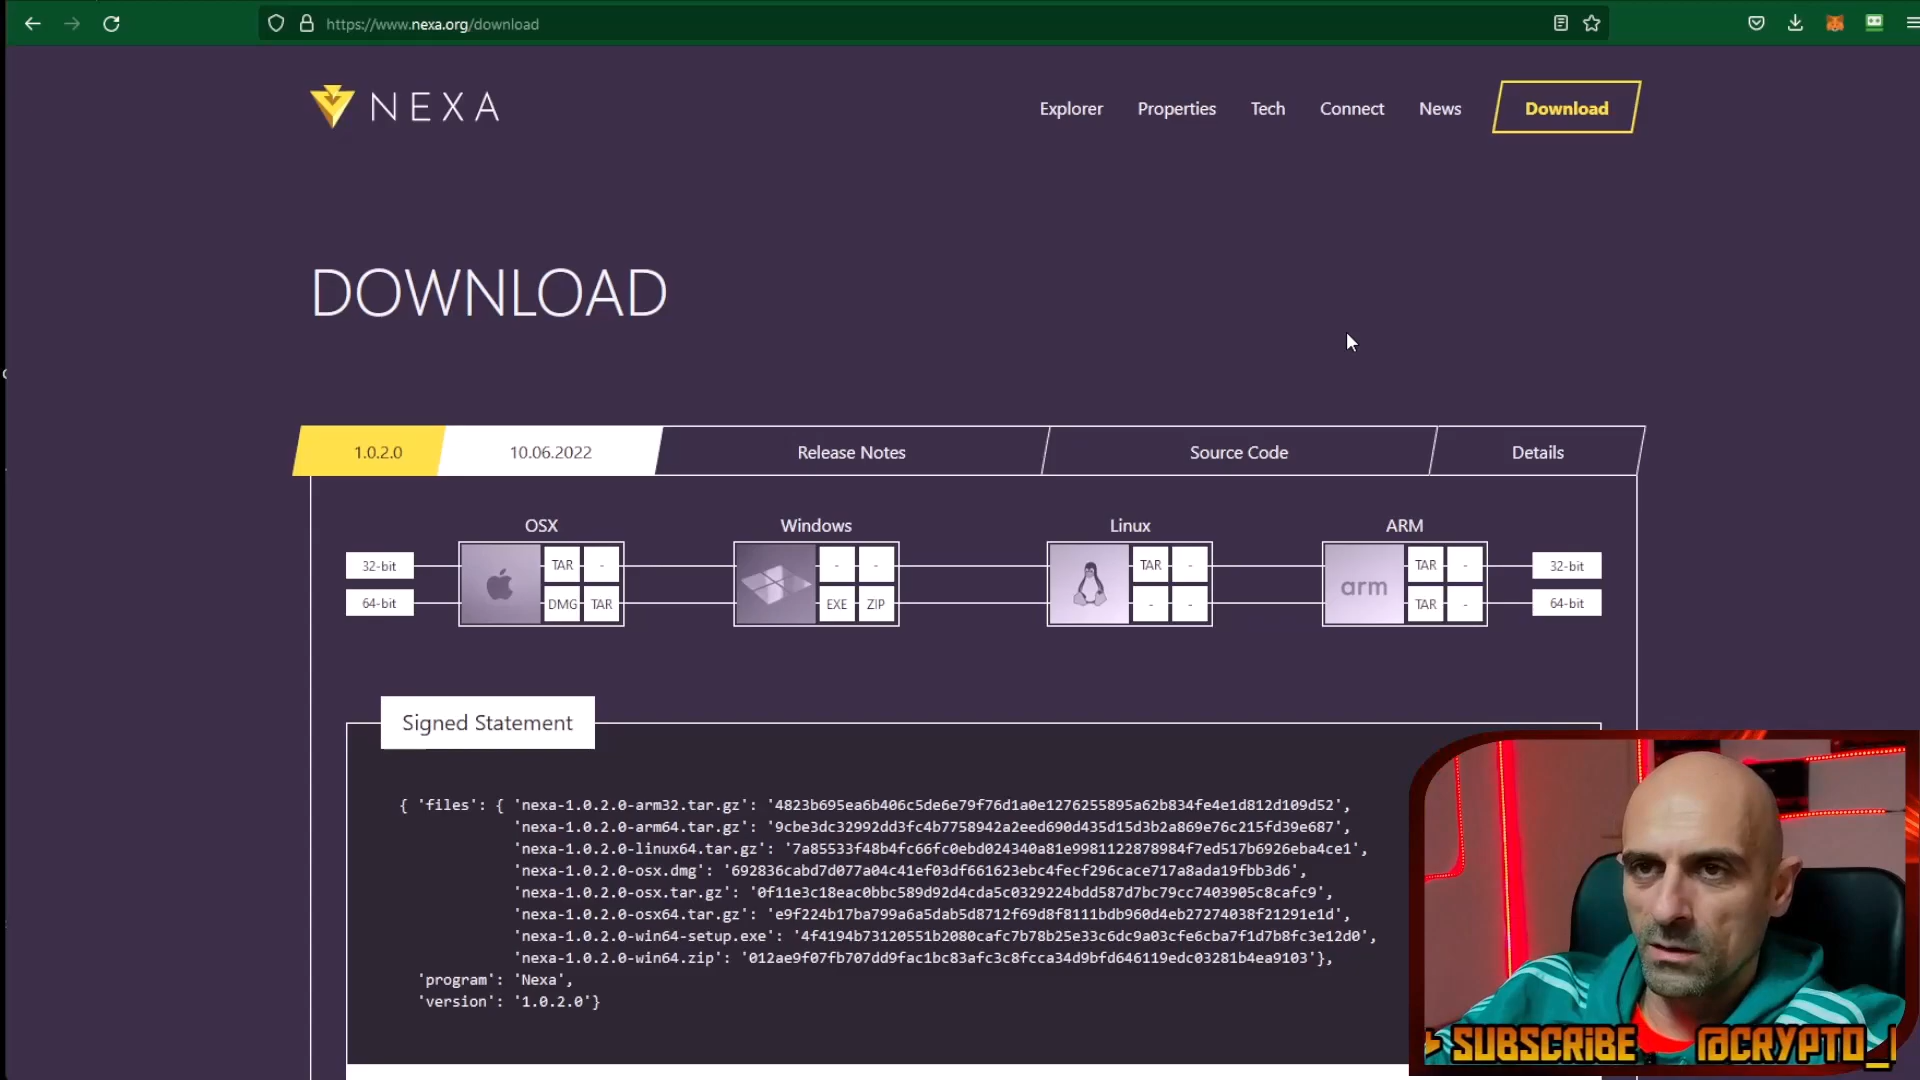 https://www.nexa.org/download
NEXA
Explorer
Properties
Tech
Connect
News
Download
DOWNLOAD
1.0.2.0
10.06.2022
Release Notes
Source Code
Details
OSX
Windows
Linux
ARM
32-bit
TAR
-
-
-
TAR
-
arm
TAR
-
32-bit
64-bit
DMG
TAR
EXE
ZIP
-
-
TAR
-
64-bit
Signed Statement
{ 'files': { 'nexa-1.0.2.0-arm32.tar.gz': '4823b695ea6b406c5de6e79f76d1a0e1276255895a62b834fe4e1d812d109d52',
'nexa-1.0.2.0-arm64.tar.gz': '9cbe3dc32992dd3fc4b7758942a2eed690d435d15d3b2a869e76c215fd39e687',
'nexa-1.0.2.0-linux64.tar.gz': '7a85533f48b4fc66fc0ebd024340a81e9981122878984f7ed517b6926eba4ce1',
'nexa-1.0.2.0-osx.dmg': '692836cabd7d077a04c41ef03df661623ebc4fecf296cace717a8ada19fbb3d6',
'nexa-1.0.2.0-osx.tar.gz': '0f11e3c18eac0bbc589d92d4cda5c0329224bdd587d7bc79cc7403905c8cafc9',
'nexa-1.0.2.0-osx64.tar.gz': 'e9f224b17ba799a6a5dab5d8712f69d8f8111bdb960d4eb27274038f21291e1d',
'nexa-1.0.2.0-win64-setup.exe': '4f4194b73120551b2080cafc7b78b25e33c6dc9a03cfe6cba7f1d7b8fc3e12d0',
'nexa-1.0.2.0-win64.zip': '012ae9f07fb707dd9fac1bc83afc3c8fcca34d9bfd646119edc03281b4ea9103'},
'program': 'Nexa',
'version': '1.0.2.0'}
SUBSCRIBE @CRYPTO_